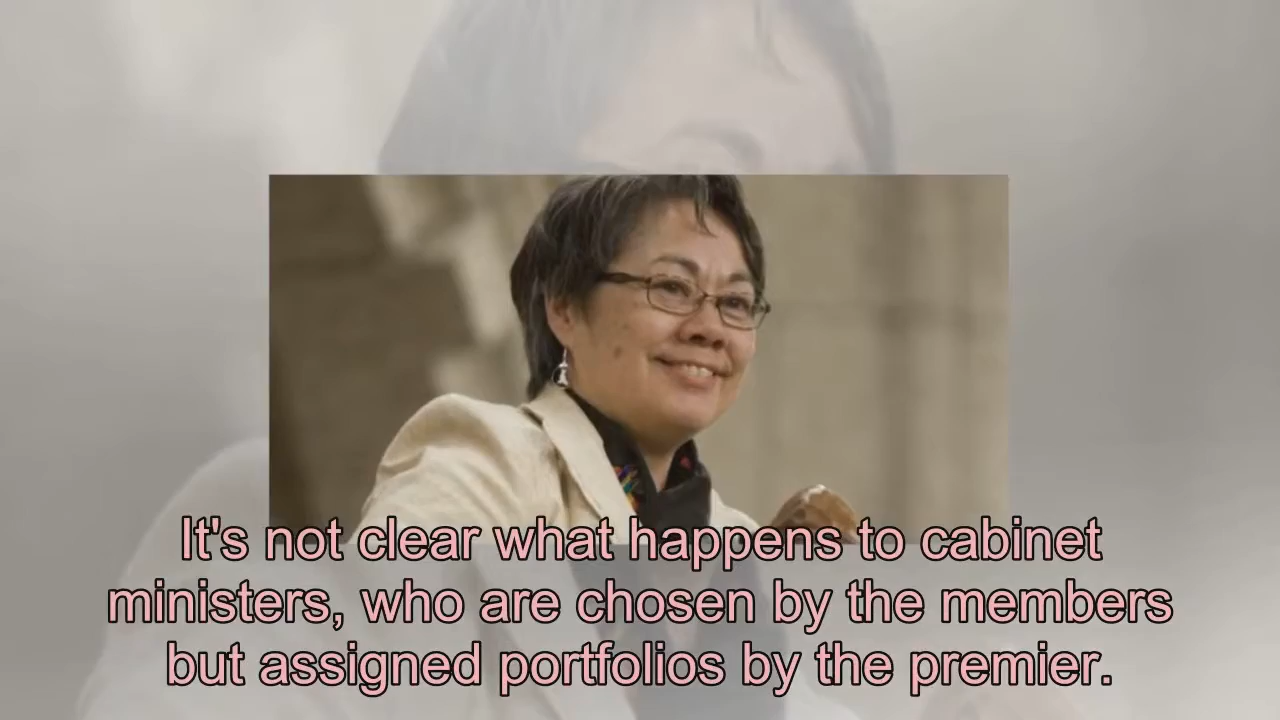 It's not clear what happens to cabinet
ministers, who are chosen by the members
but assigned portfolios by the premier.